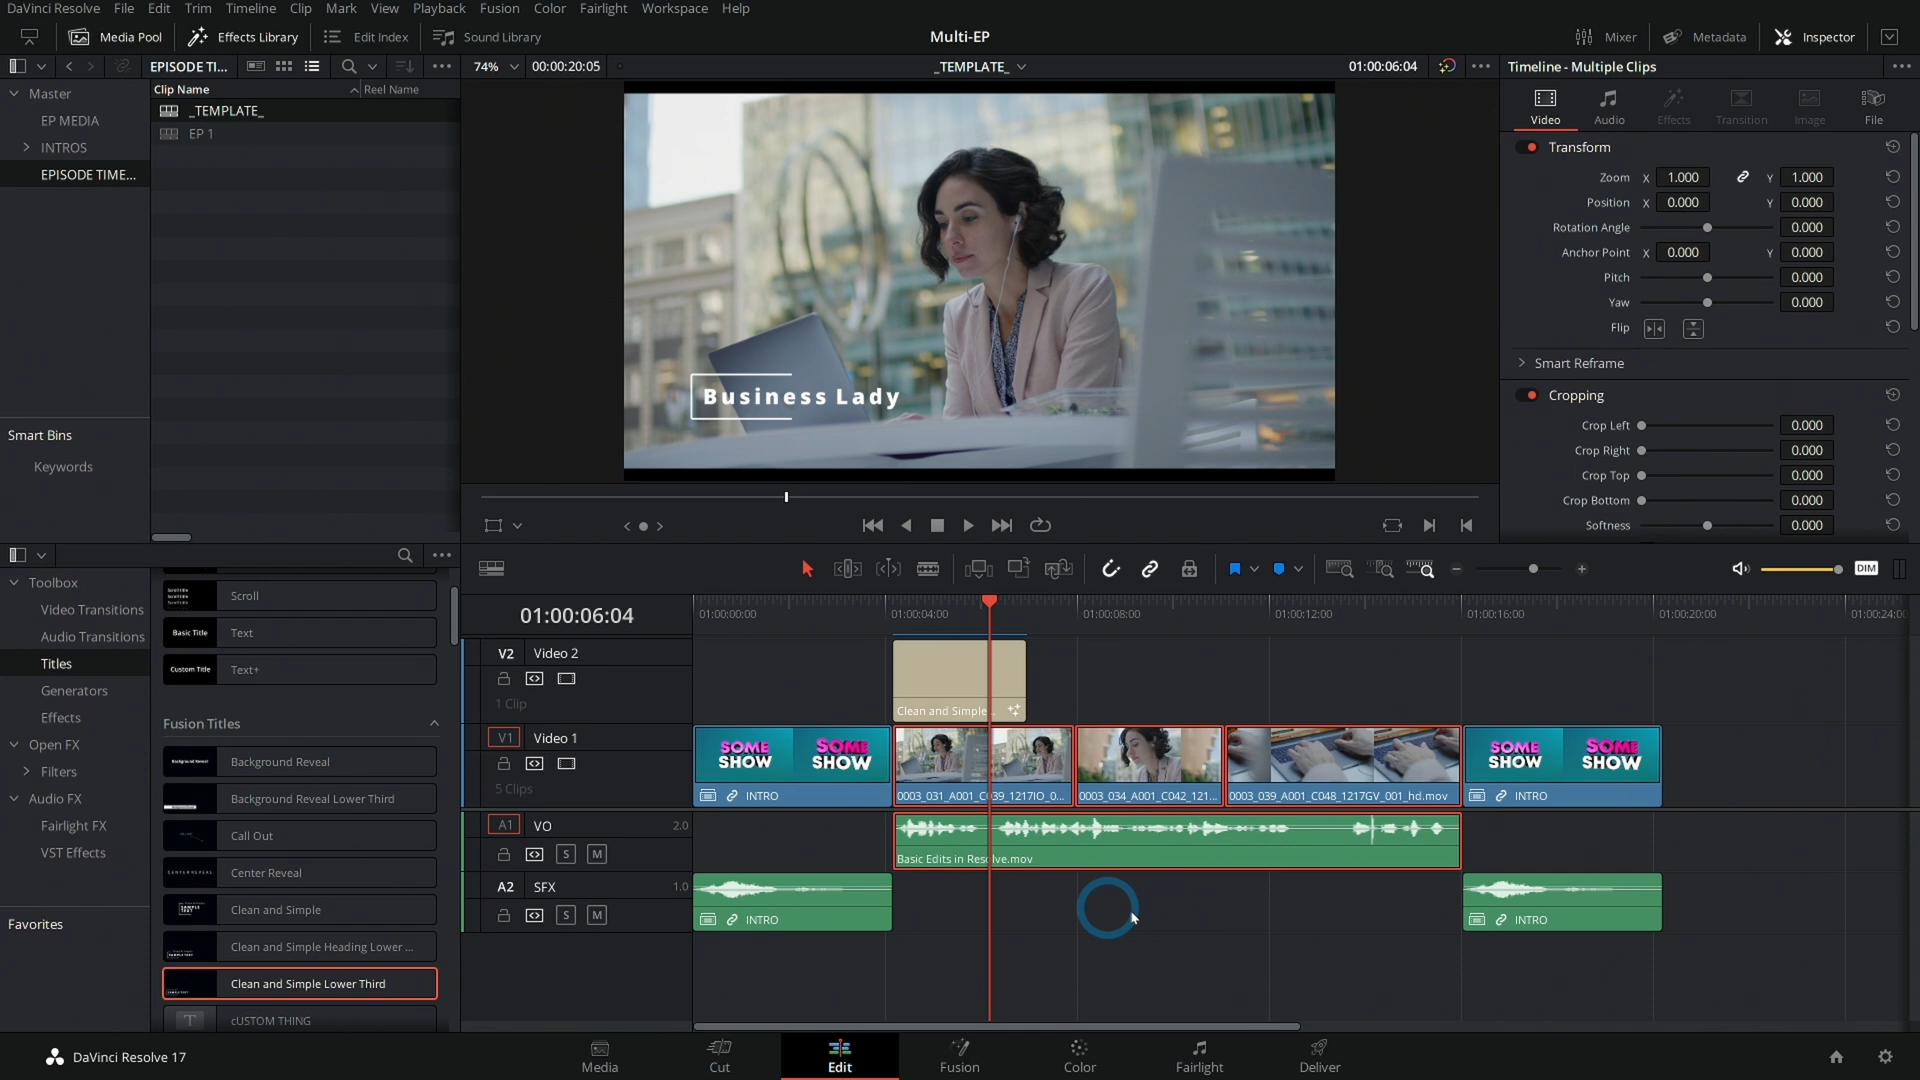 DaVinci Resolve File Edit Trim Timeline Clip Mark View Playback Fusion Color Fairlight Workspace Help
Media Pool Effects Library Edit Index Sound Library Multi-EP Mixer Metadata Inspector
EPISODE TI... 74% 00:00:20:05 _TEMPLATE_ 01:00:06:04 Timeline - Multiple Clips
Master
EP MEDIA
INTROS
EPISODE TIME...
Smart Bins
Keywords
Clip Name Reel Name
_TEMPLATE_
EP 1
Business Lady
Video Audio Effects Transition Image File
Transform
Zoom X 1.000 Y 1.000
Position X 0.000 Y 0.000
Rotation Angle 0.000
Anchor Point X 0.000 Y 0.000
Pitch 0.000
Yaw 0.000
Flip
Smart Reframe
Cropping
Crop Left 0.000
Crop Right 0.000
Crop Top 0.000
Crop Bottom 0.000
Softness 0.000
Toolbox
Video Transitions
Audio Transitions
Titles
Generators
Effects
Open FX
Filters
Audio FX
Fairlight FX
VST Effects
Favorites
Scroll
Basic Title Text
Custom Title Text+
Fusion Titles
Background Reveal
Background Reveal Lower Third
Call Out
Center Reveal
Clean and Simple
Clean and Simple Heading Lower ...
Clean and Simple Lower Third
T cUSTOM THING
DIM
01:00:06:04 01:00:00:00 01:00:04:00 01:00:08:00 01:00:12:00 01:00:16:00 01:00:20:00 01:00:24:00
V2 Video 2
1 Clip
Clean and Simple
V1 Video 1
5 Clips
SOME SHOW SOME SHOW
INTRO
0003_031_A001_C039_1217IO_0...
0003_034_A001_C042_121...
0003_039_A001_C048_1217GV_001_hd.mov
SOME SHOW SOME SHOW
INTRO
A1 VO 2.0
S M
Basic Edits in Resolve.mov
A2 SFX 1.0
S M
INTRO
INTRO
DaVinci Resolve 17
Media Cut Edit Fusion Color Fairlight Deliver